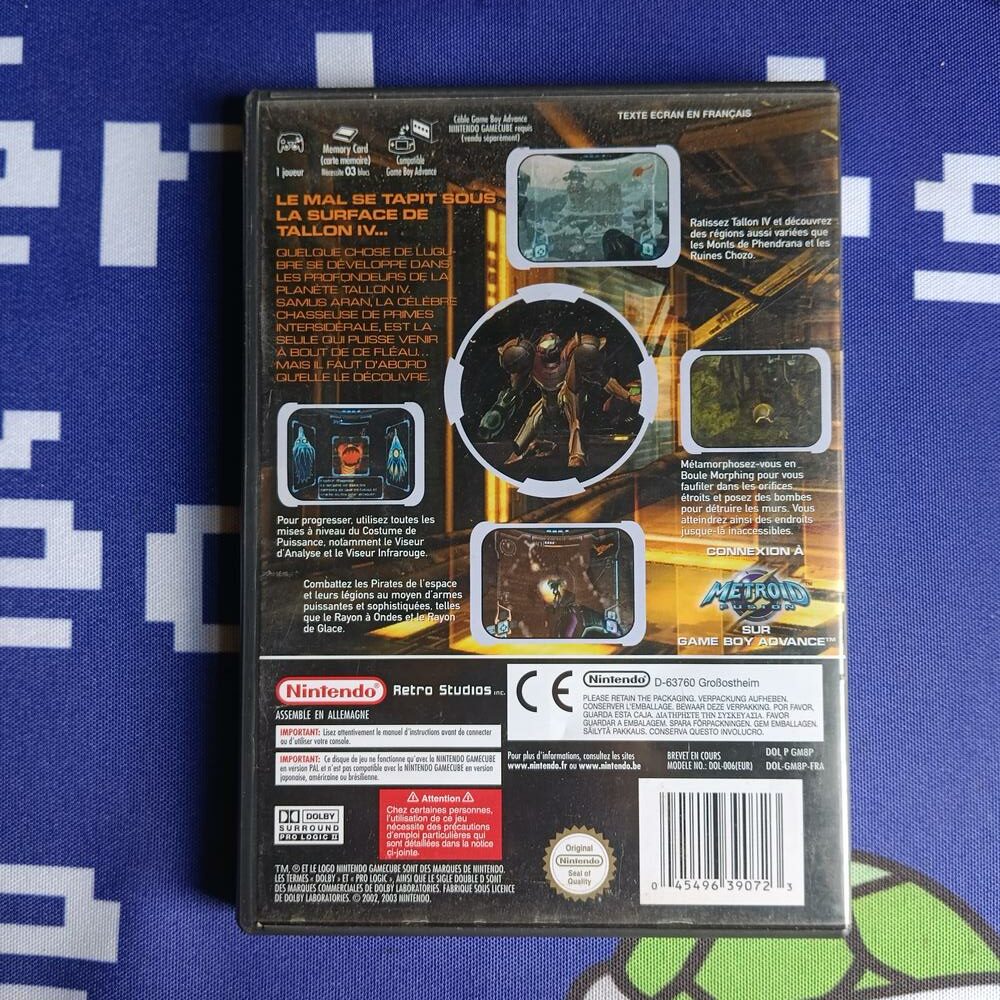 TEXTE ECRAN EN FRANÇAIS
1 joueur
Memory Card
(carte mémoire)
Nécessite 03 blocs
Câble Game Boy Advance
NINTENDO GAMECUBE requis
(vendu séparément)
Compatible
Game Boy Advance
LE MAL SE TAPIT SOUS
LA SURFACE DE
TALLON IV...
QUELQUE CHOSE DE LUGU-
BRE SE DÉVELOPPE DANS
LES PROFONDEURS DE LA
PLANÈTE TALLON IV.
SAMUS ARAN, LA CÉLÈBRE
CHASSEUSE DE PRIMES
INTERSIDÉRALE, EST LA
SEULE QUI PUISSE VENIR
À BOUT DE CE FLÉAU...
MAIS IL FAUT D'ABORD
QU'ELLE LE DÉCOUVRE.
Ratissez Tallon IV et découvrez
des régions aussi variées que
les Monts de Phendrana et les
Ruines Chozo.
Métamorphosez-vous en
Boule Morphing pour vous
faufiler dans les orifices
étroits et posez des bombes
pour détruire les murs. Vous
atteindrez ainsi des endroits
jusque-là inaccessibles.
Pour progresser, utilisez toutes les
mises à niveau du Costume de
Puissance, notamment le Viseur
d'Analyse et le Viseur Infrarouge.
Combattez les Pirates de l'espace
et leurs légions au moyen d'armes
puissantes et sophistiquées, telles
que le Rayon à Ondes et le Rayon
de Glace.
CONNEXION À
METROID
FUSION
SUR
GAME BOY ADVANCE™
Nintendo
Retro Studios INC.
ASSEMBLÉ EN ALLEMAGNE
IMPORTANT: Lisez attentivement le manuel d'instructions avant de connecter
ou d'utiliser votre console.
IMPORTANT: Ce disque de jeu ne fonctionne qu'avec la NINTENDO GAMECUBE
en version PAL et n'est pas compatible avec la NINTENDO GAMECUBE en version
japonaise, américaine ou brésilienne.
CE
Nintendo D-63760 Großostheim
PLEASE RETAIN THE PACKAGING. VERPACKUNG AUFHEBEN.
CONSERVER L'EMBALLAGE. BEWAAR DEZE VERPAKKING. POR FAVOR,
GUARDA ESTA CAJA. ΔΙΑΤΗΡΗΣΤΕ ΤΗΝ ΣΥΣΚΕΥΑΣΙΑ. FAVOR
GUARDAR A EMBALAGEM. SPARA FÖRPACKNINGEN. GEM EMBALLAGEN.
SÄILYTÄ PAKKAUS. CONSERVA QUESTO INVOLUCRO.
Pour plus d'informations, consultez les sites
www.nintendo.fr ou www.nintendo.be
BREVET EN COURS
MODELE NO.: DOL-006(EUR)
DOL P GM8P
DOL-GM8P-FRA
DOLBY
SURROUND
PRO LOGIC II
Attention
Chez certaines personnes,
l'utilisation de ce jeu
nécessite des précautions
d'emploi particulières qui
sont détaillées dans la notice
ci-jointe.
TM, ® ET LE LOGO NINTENDO GAMECUBE SONT DES MARQUES DE NINTENDO.
LES TERMES « DOLBY » ET « PRO LOGIC », AINSI QUE LE SIGLE DOUBLE D SONT
DES MARQUES COMMERCIALES DE DOLBY LABORATORIES. FABRIQUÉ SOUS LICENCE
DE DOLBY LABORATORIES. © 2002, 2003 NINTENDO.
Original
Nintendo
Seal of
Quality
0 45496 39072 3